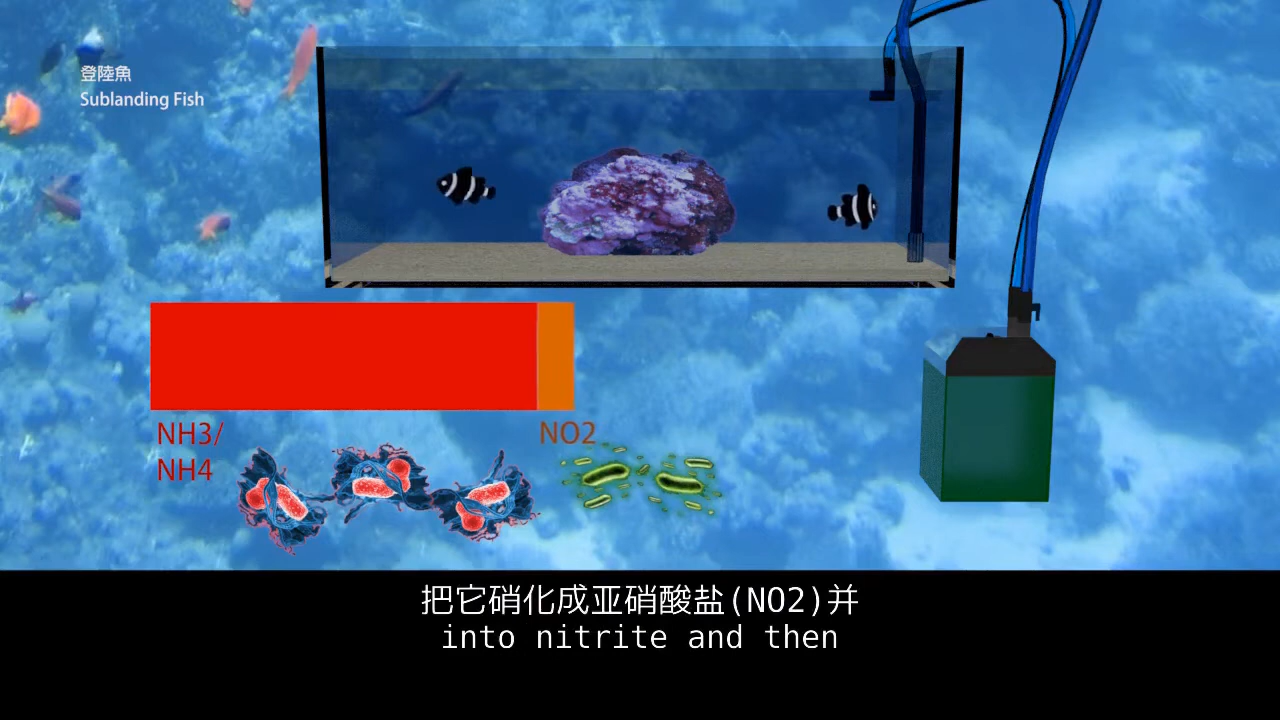 登陸魚
Sublanding Fish
NH3/
NH4
NO2
把它硝化成亚硝酸盐(NO2)并
into nitrite and then